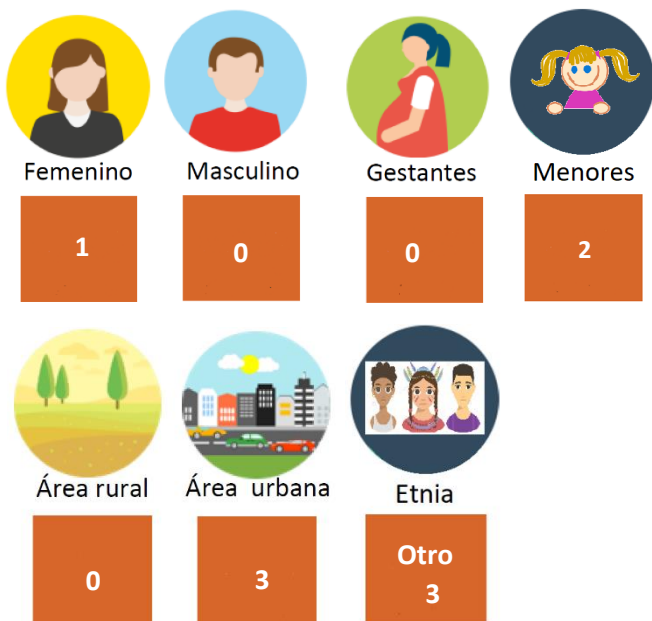 Femenino Masculino Gestantes Menores
1 0 0 2
Área rural Área urbana Etnia
0 3 Otro
3